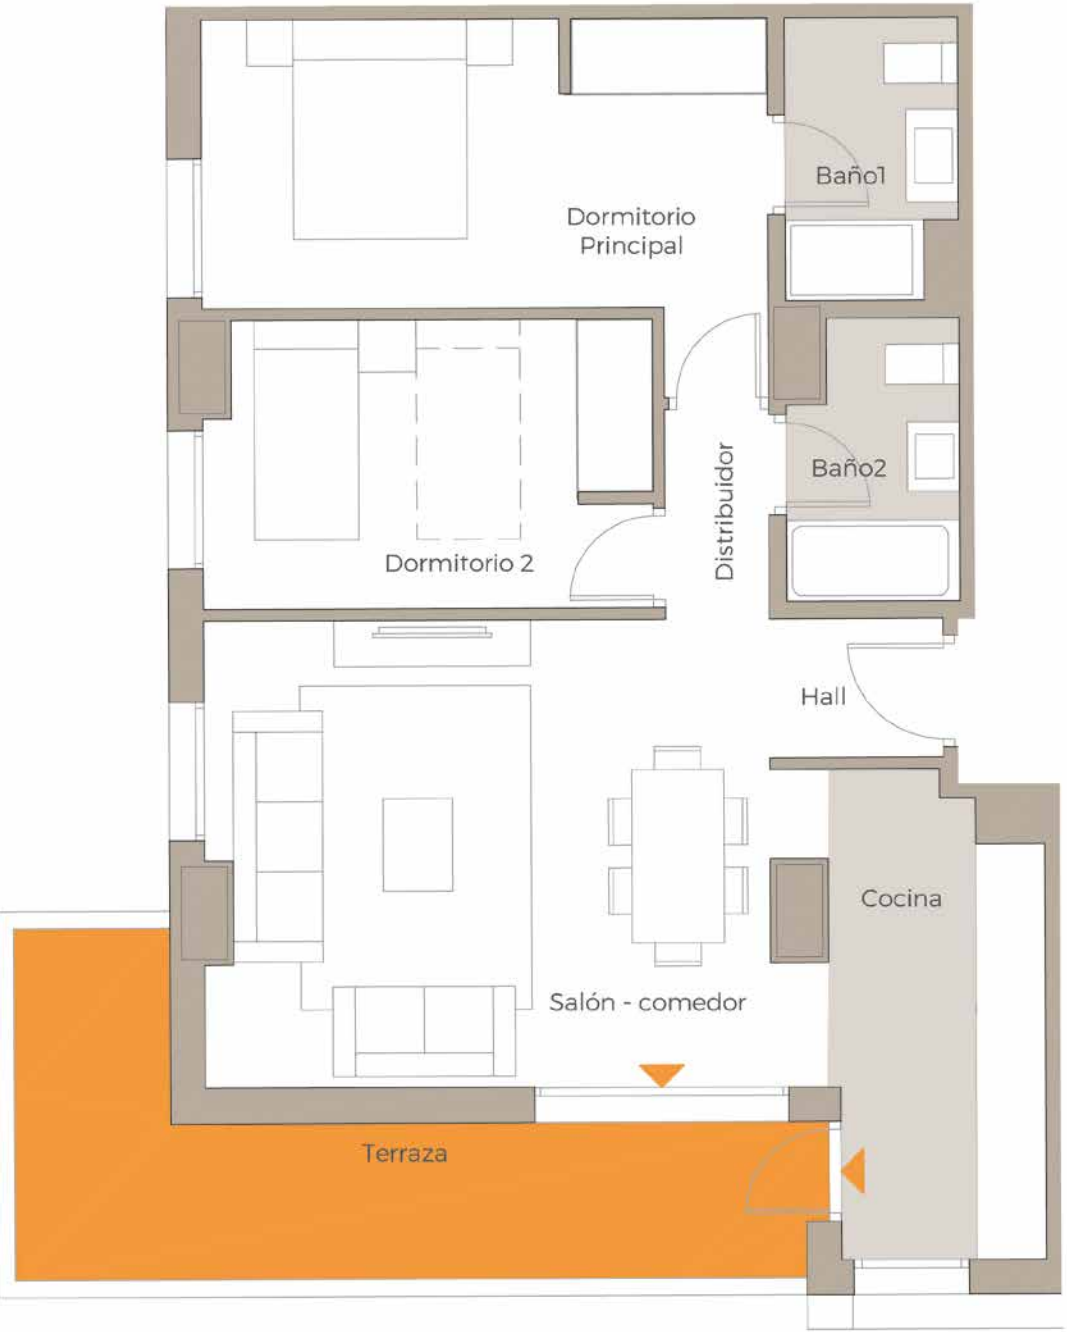 Baño1
Dormitorio
Principal
Baño2
Distribuidor
Dormitorio 2
Hall
Cocina
Salón - comedor
Terraza